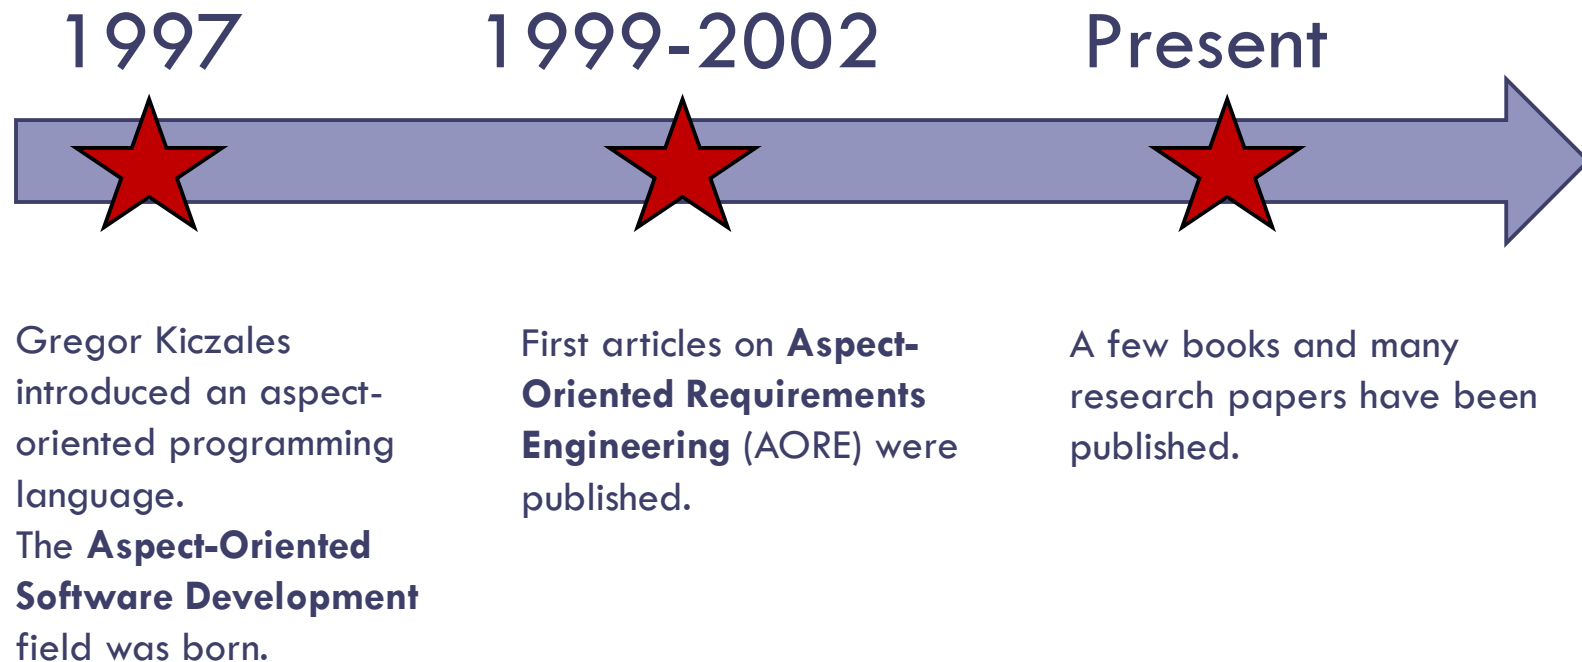 1997
1999-2002
Present
Gregor Kiczales
introduced an aspect-
oriented programming
language.
The Aspect-Oriented
Software Development
field was born.
First articles on Aspect-
Oriented Requirements
Engineering (AORE) were
published.
A few books and many
research papers have been
published.